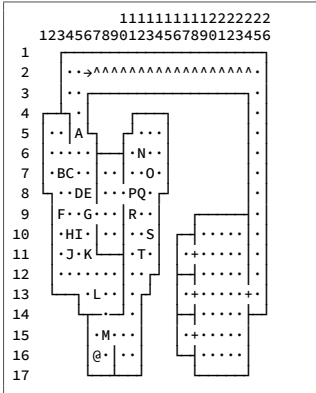 11111111112222222
12345678901234567890123456
1
2 ··→^^^^^^^^^^^^^^^^^^·
3 ·· ·
4 · ·
5 ··A ···· ·
6 ···· ·N· ·
7 ·BC·· ·· ··O ·
8 ··DE ·· ·PQ· ·
9 F··G· ·· R·· ·
10 ·HI·· ·· ··S ····· ·
11 ·J·K ·T· ·+····· ·
12 ········ ··· ····· ·
13 ·L·· ·· ·+·····+·
14 · · ·····
15 ·M· ·· ·+·····
16 @· ·· ·····
17